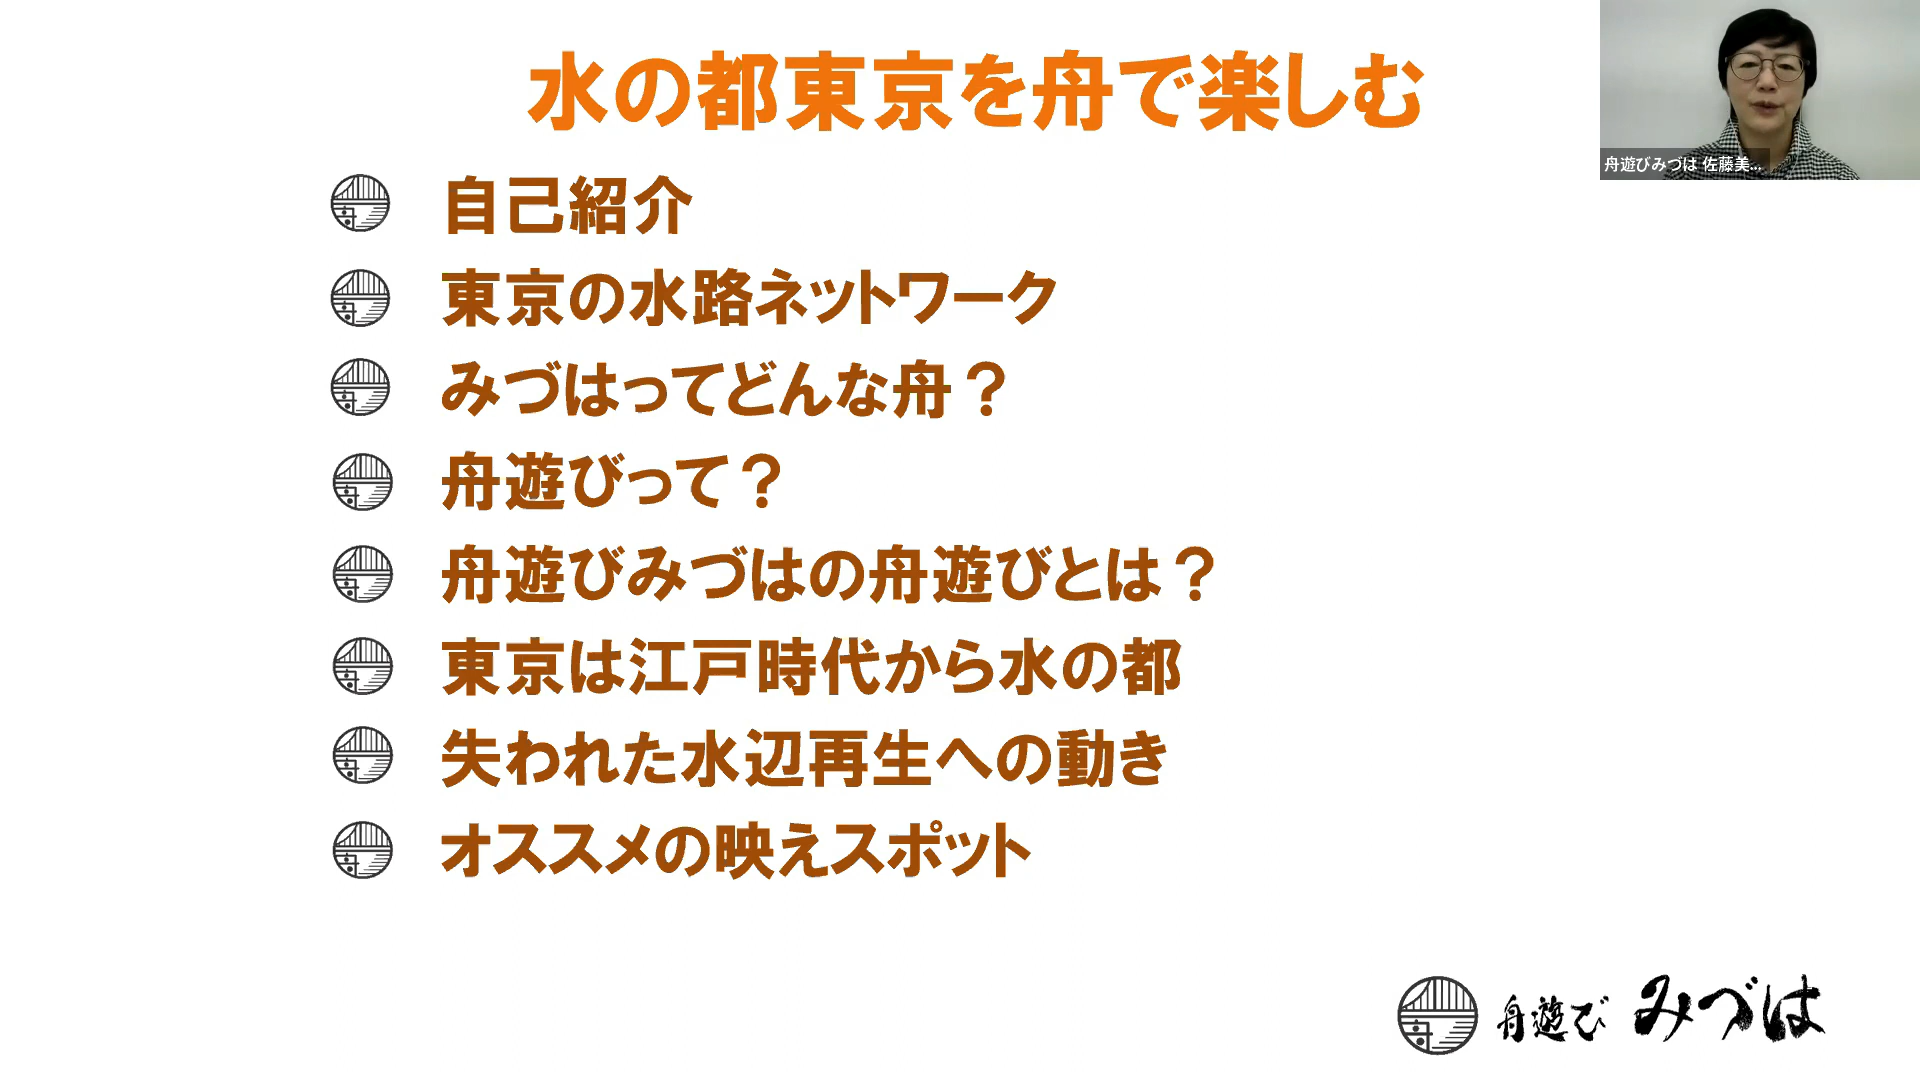 水の都東京を舟で楽しむ
舟遊びみづは 佐藤美...
自己紹介
東京の水路ネットワーク
みづはってどんな舟？
舟遊びって？
舟遊びみづはの舟遊びとは？
東京は江戸時代から水の都
失われた水辺再生への動き
オススメの映えスポット
舟遊び みづは